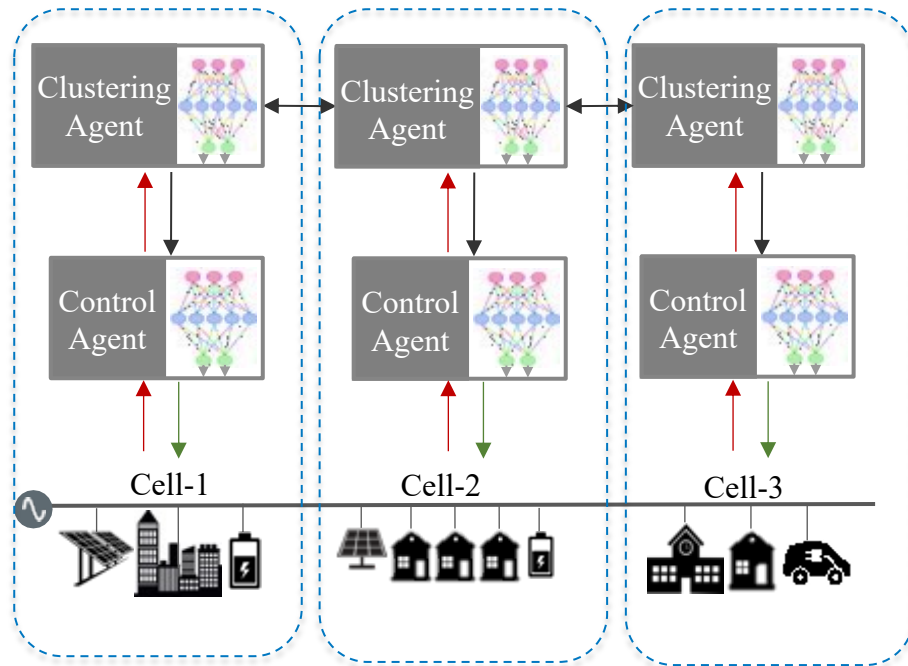 Clustering
Agent
Clustering
Agent
Clustering
Agent
Control
Agent
Control
Agent
Control
Agent
Cell-1
Cell-2
Cell-3